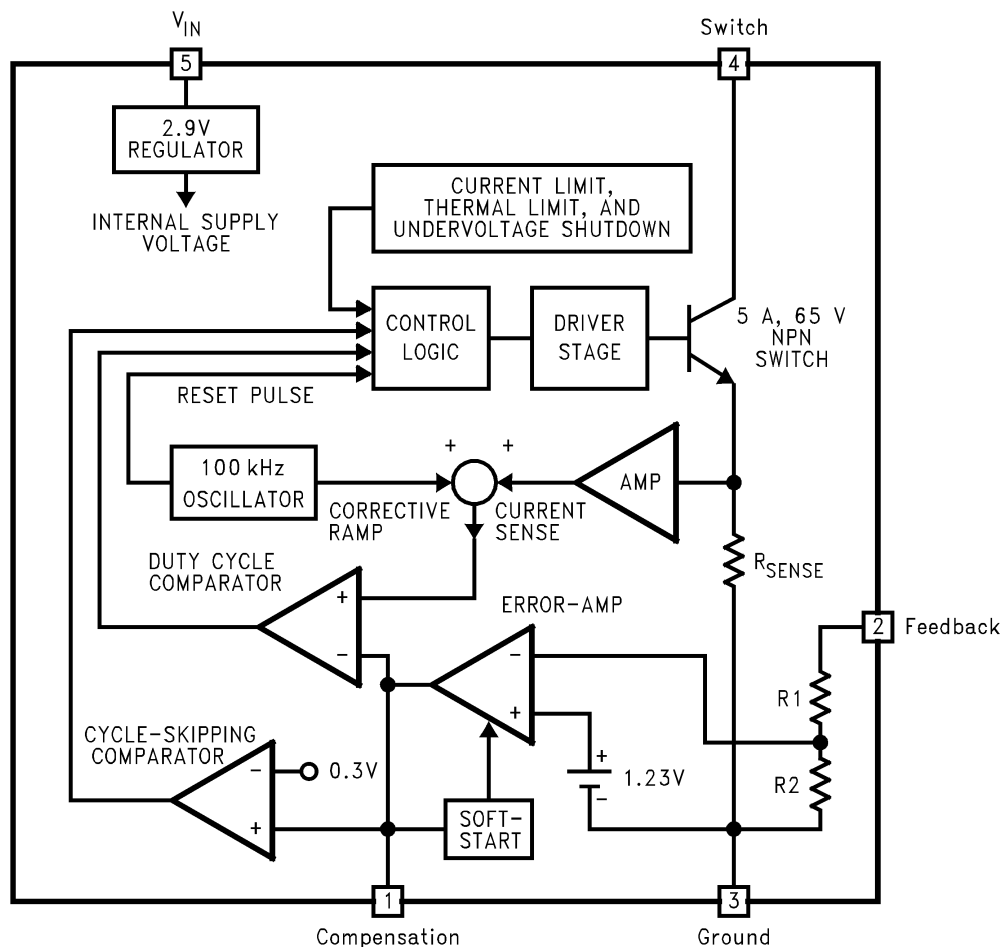 VIN
Switch
5
4
2.9V
REGULATOR
INTERNAL SUPPLY
VOLTAGE
CURRENT LIMIT,
THERMAL LIMIT, AND
UNDERVOLTAGE SHUTDOWN
CONTROL
LOGIC
DRIVER
STAGE
5 A, 65 V
NPN
SWITCH
RESET PULSE
100 kHz
OSCILLATOR
+
+
AMP
CORRECTIVE
RAMP
CURRENT
SENSE
RSENSE
DUTY CYCLE
COMPARATOR
+
−
ERROR-AMP
−
+
2
Feedback
R1
R2
CYCLE-SKIPPING
COMPARATOR
−
+
0.3V
+
−
1.23V
SOFT-
START
1
3
Compensation
Ground